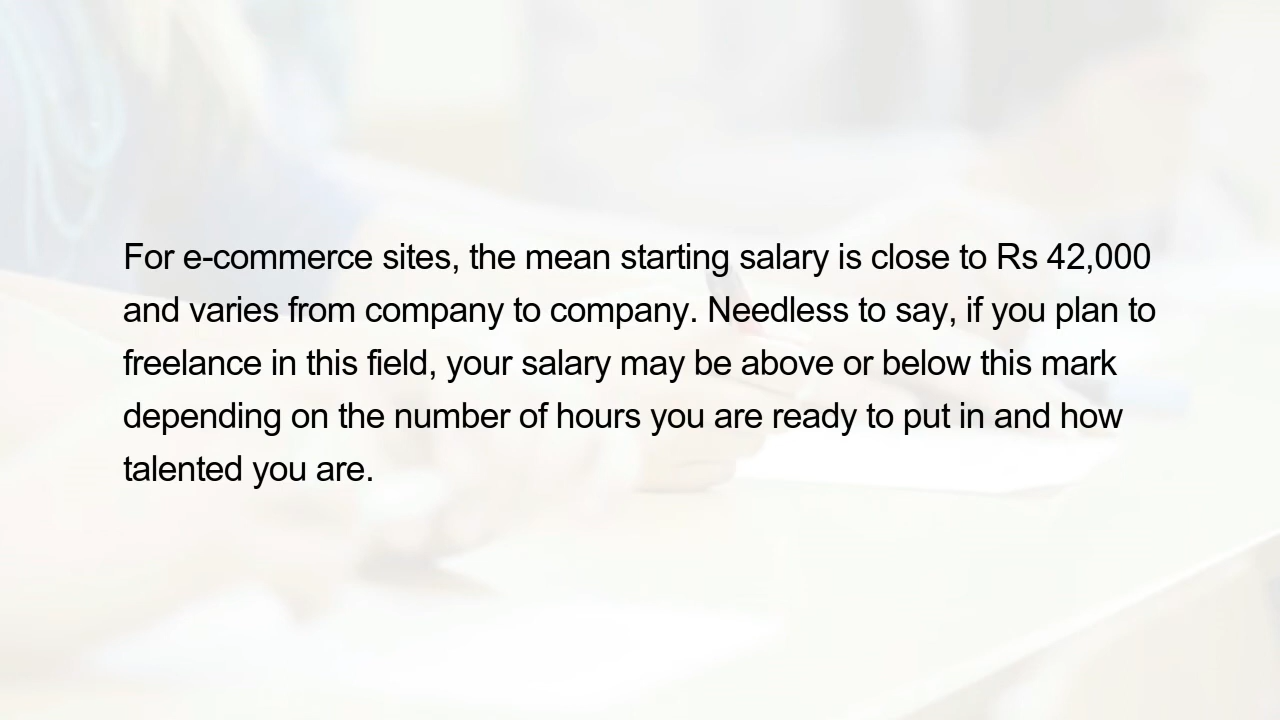 For e-commerce sites, the mean starting salary is close to Rs 42,000
and varies from company to company. Needless to say, if you plan to
freelance in this field, your salary may be above or below this mark
depending on the number of hours you are ready to put in and how
talented you are.